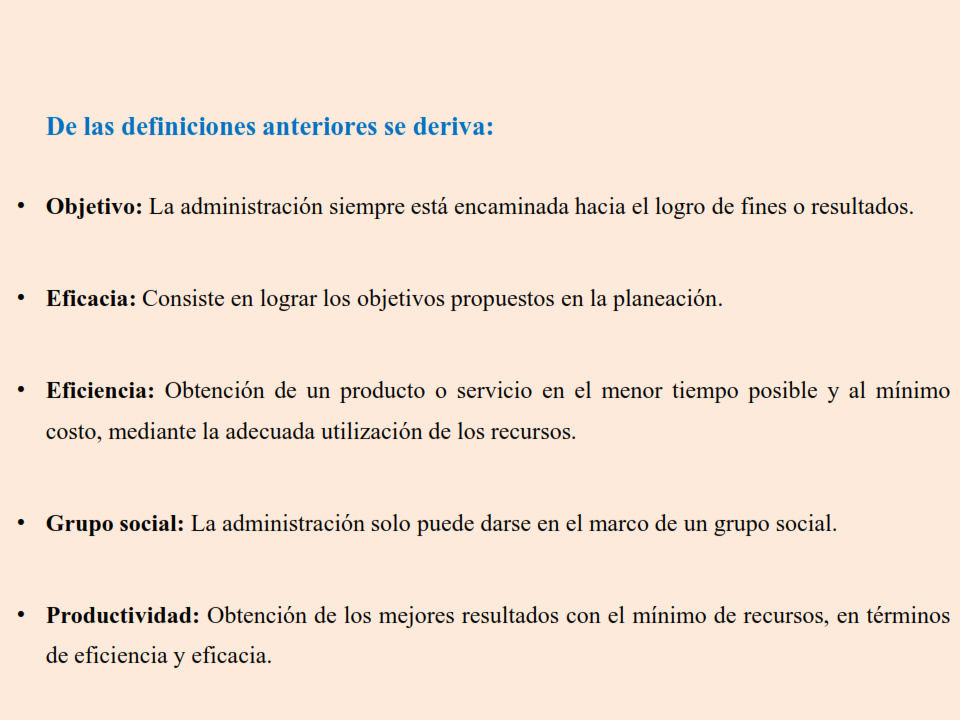 De las definiciones anteriores se deriva:
• Objetivo: La administración siempre está encaminada hacia el logro de fines o resultados.
• Eficacia: Consiste en lograr los objetivos propuestos en la planeación.
• Eficiencia: Obtención de un producto o servicio en el menor tiempo posible y al mínimo
costo, mediante la adecuada utilización de los recursos.
• Grupo social: La administración solo puede darse en el marco de un grupo social.
• Productividad: Obtención de los mejores resultados con el mínimo de recursos, en términos
de eficiencia y eficacia.